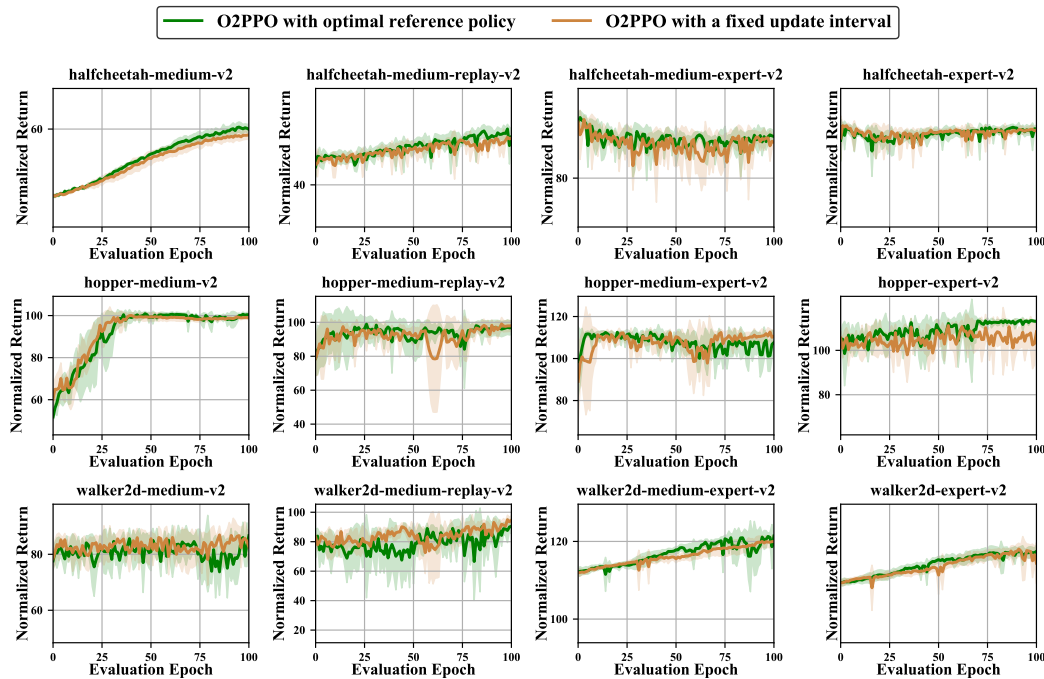 O2PPO with optimal reference policy O2PPO with a fixed update interval
halfcheetah-medium-v2 halfcheetah-medium-replay-v2 halfcheetah-medium-expert-v2 halfcheetah-expert-v2
Normalized Return Normalized Return Normalized Return Normalized Return
60
40
80
0 25 50 75 100 0 25 50 75 100 0 25 50 75 100 0 25 50 75 100
Evaluation Epoch Evaluation Epoch Evaluation Epoch Evaluation Epoch
hopper-medium-v2 hopper-medium-replay-v2 hopper-medium-expert-v2 hopper-expert-v2
Normalized Return Normalized Return Normalized Return Normalized Return
100 80 60
100 80 60 40
120 100 80
100 80
0 25 50 75 100 0 25 50 75 100 0 25 50 75 100 0 25 50 75 100
Evaluation Epoch Evaluation Epoch Evaluation Epoch Evaluation Epoch
walker2d-medium-v2 walker2d-medium-replay-v2 walker2d-medium-expert-v2 walker2d-expert-v2
Normalized Return Normalized Return Normalized Return Normalized Return
80 60
100 80 60 40 20
120 100
0 25 50 75 100 0 25 50 75 100 0 25 50 75 100 0 25 50 75 100
Evaluation Epoch Evaluation Epoch Evaluation Epoch Evaluation Epoch